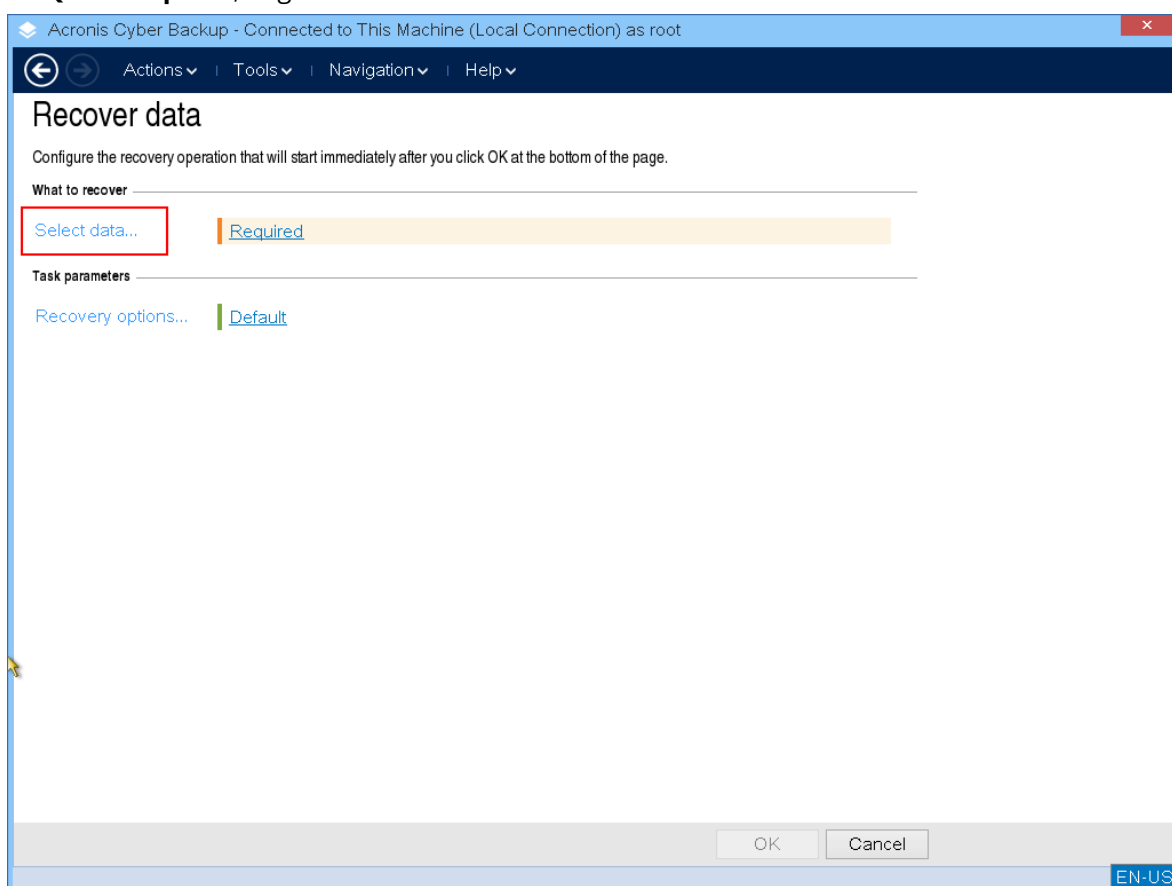 Acronis Cyber Backup - Connected to This Machine (Local Connection) as root
Actions Tools Navigation Help
Recover data
Configure the recovery operation that will start immediately after you click OK at the bottom of the page.
What to recover
Select data... Required
Task parameters
Recovery options... Default
OK Cancel
EN-US